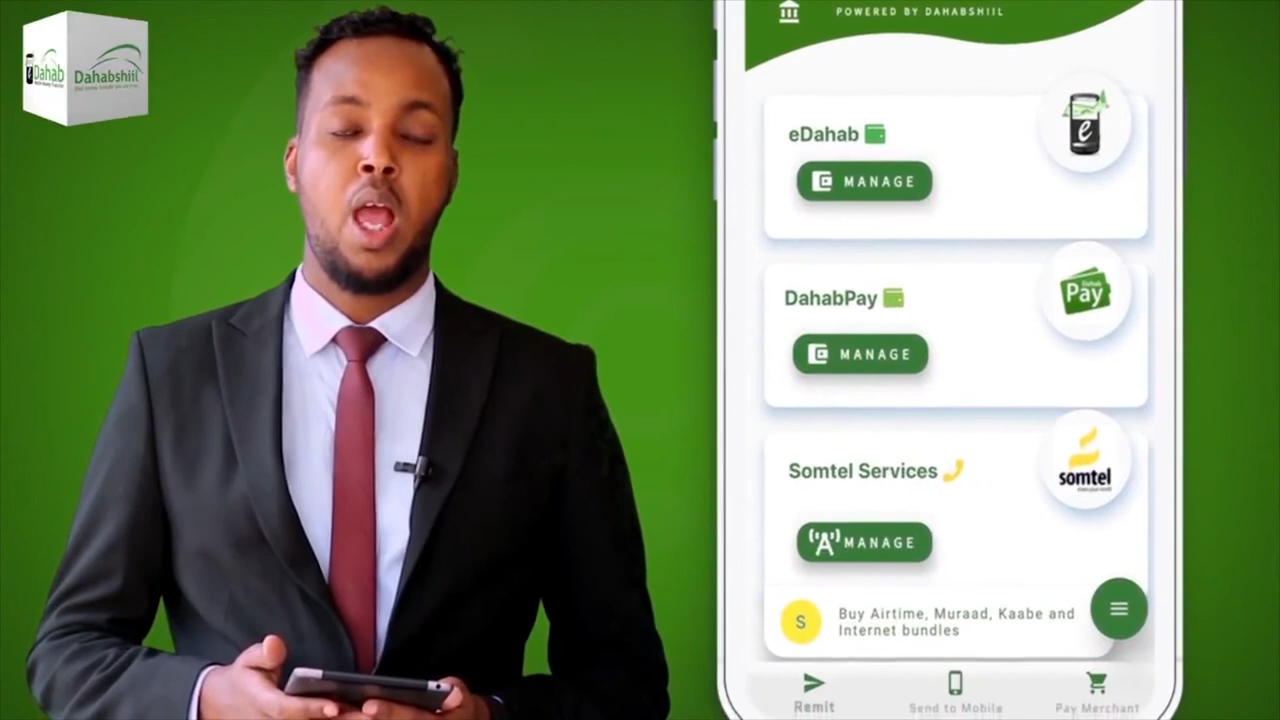 eDahab
Dahabshiil
POWERED BY DAHABSHIIL
eDahab
MANAGE
e
DahabPay
MANAGE
Dahab
Pay
Somtel Services
somtel
MANAGE
S
Buy Airtime, Muraad, Kaabe and
Internet bundles
Remit
Send to Mobile
Pay Merchant